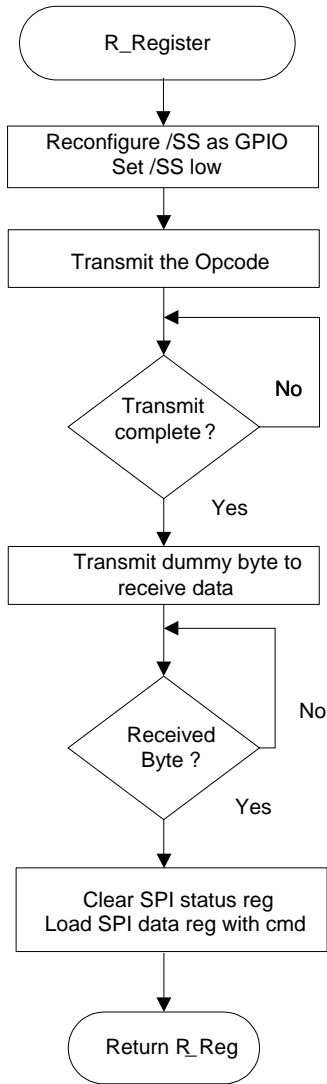 R_Register
Reconfigure /SS as GPIO
Set /SS low
Transmit the Opcode
No
Transmit
complete ?
Yes
Transmit dummy byte to
receive data
No
Received
Byte ?
Yes
Clear SPI status reg
Load SPI data reg with cmd
Return R_Reg